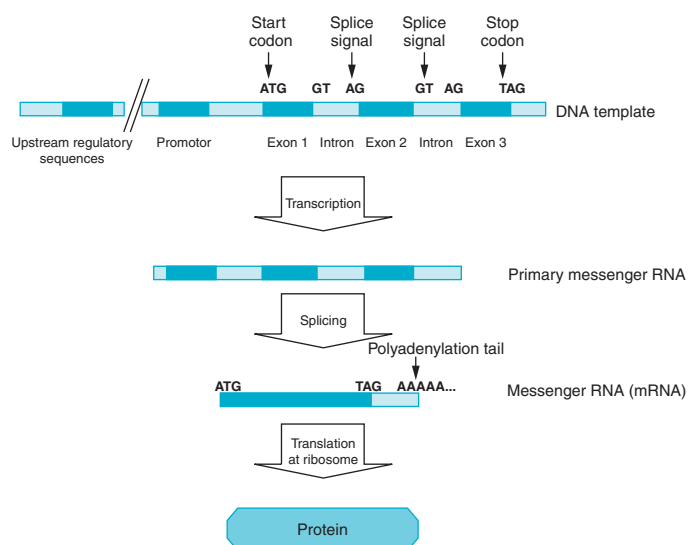 Start codon
Splice signal
Splice signal
Stop codon
ATG GT AG GT AG TAG
DNA template
Upstream regulatory sequences
Promotor
Exon 1 Intron Exon 2 Intron Exon 3
Transcription
Primary messenger RNA
Splicing
Polyadenylation tail
ATG TAG AAAAA...
Messenger RNA (mRNA)
Translation
at ribosome
Protein